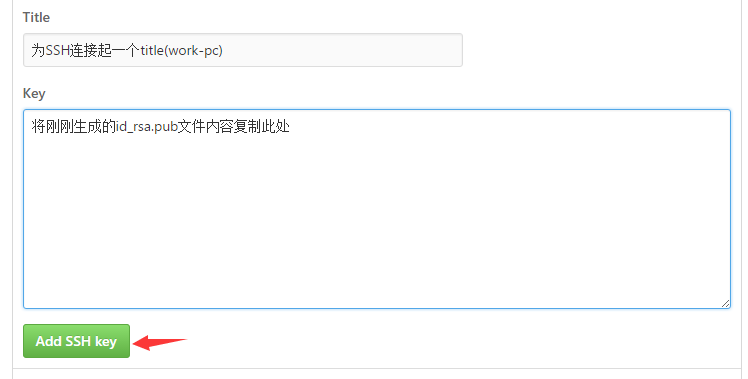 Title
为SSH连接起一个title(work-pc)
Key
将刚刚生成的id_rsa.pub文件内容复制此处
Add SSH key